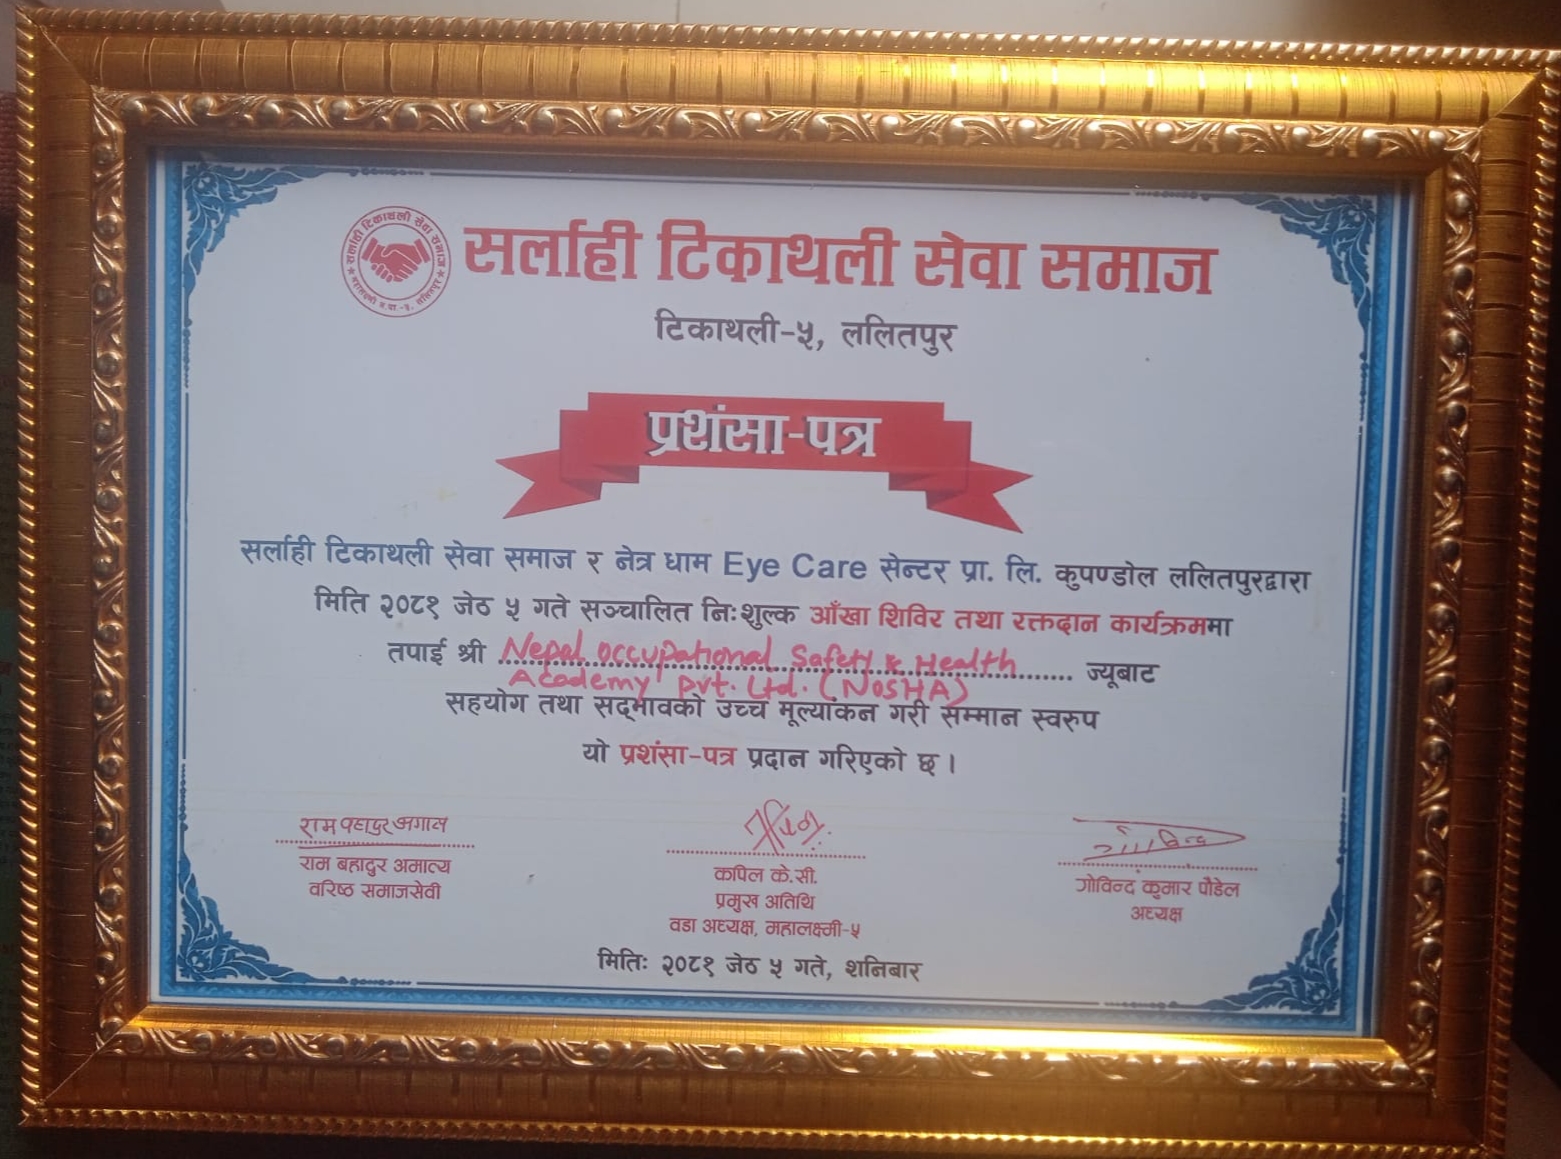 सर्लाही टिकाथली सेवा समाज
सर्लाही टिकाथली सेवा समाज
टिकाथली-५, ललितपुर
प्रशंसा-पत्र
सर्लाही टिकाथली सेवा समाज र नेत्र धाम Eye Care सेन्टर प्रा. लि. कुपण्डोल ललितपुरद्वारा
मिति २०८१ जेठ ५ गते सञ्चालित निःशुल्क आँखा शिविर तथा रक्तदान कार्यक्रममा
तपाई श्री Nepal occupational Safety & Health ज्यूबाट
Academy Pvt. Ltd. (NOSHA)
सहयोग तथा सद्भावको उच्च मूल्यांकन गरी सम्मान स्वरुप
यो प्रशंसा-पत्र प्रदान गरिएको छ ।
राम बहादुर अमात्य
वरिष्ठ समाजसेवी
कपिल के.सी.
प्रमुख अतिथि
वडा अध्यक्ष, महालक्ष्मी-५
गोविन्द कुमार पौडेल
अध्यक्ष
मितिः २०८१ जेठ ५ गते, शनिबार